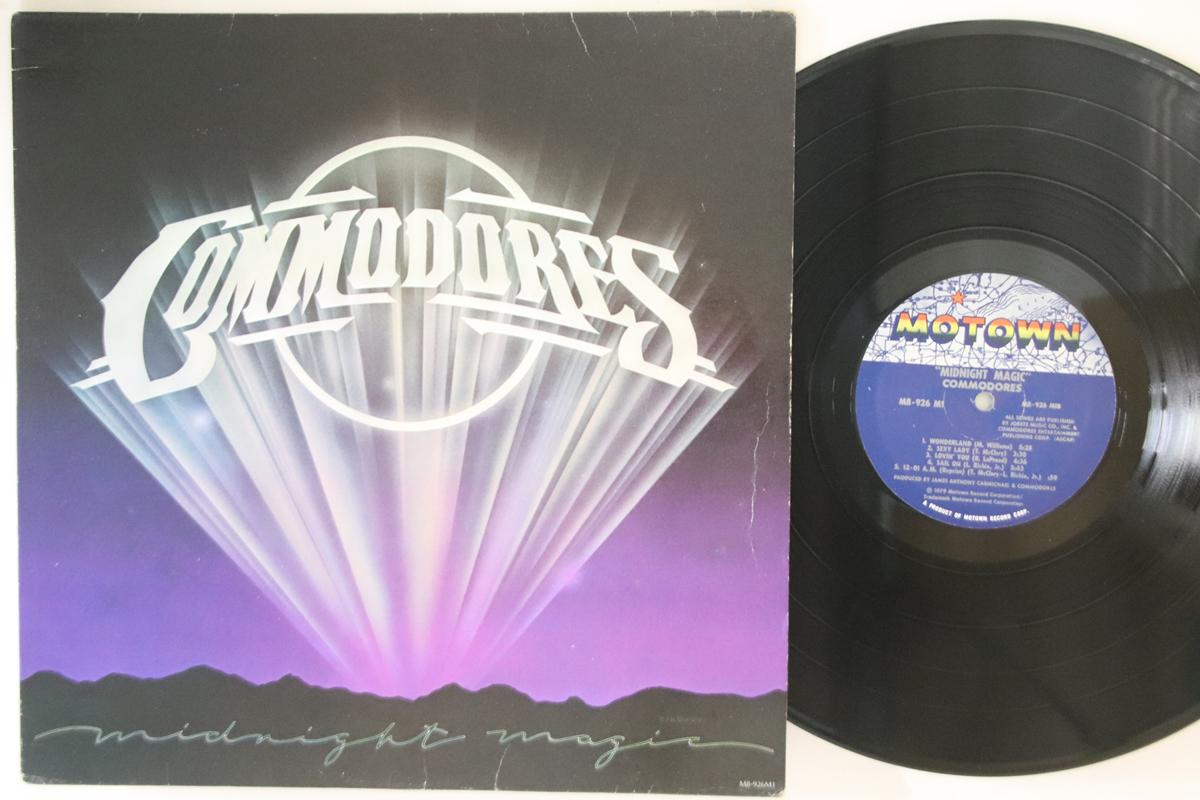 COMMODORES
midnight magic
M8-926M1
MOTOWN
"MIDNIGHT MAGIC"
COMMODORES
M8-926 M1
M8-926 M1B
ALL SONGS ARE PUBLISHED
BY JOBETE MUSIC CO., INC. &
COMMODORES ENTERTAINMENT
PUBLISHING CORP. (ASCAP)
1. WONDERLAND (M. Williams) 5:28
2. SEXY LADY (T. McClary) 3:20
3. LOVIN' YOU (R. LaPread) 4:36
4. SAIL ON (L. Richie, Jr.) 5:42
5. 12-01 A.M. (Reprise) (T. McClary-L. Richie, Jr.) :59
PRODUCED BY JAMES ANTHONY CARMICHAEL & COMMODORES
© 1979 Motown Record Corporation/
Trademark Motown Record Corporation
A PRODUCT OF MOTOWN RECORD CORP.